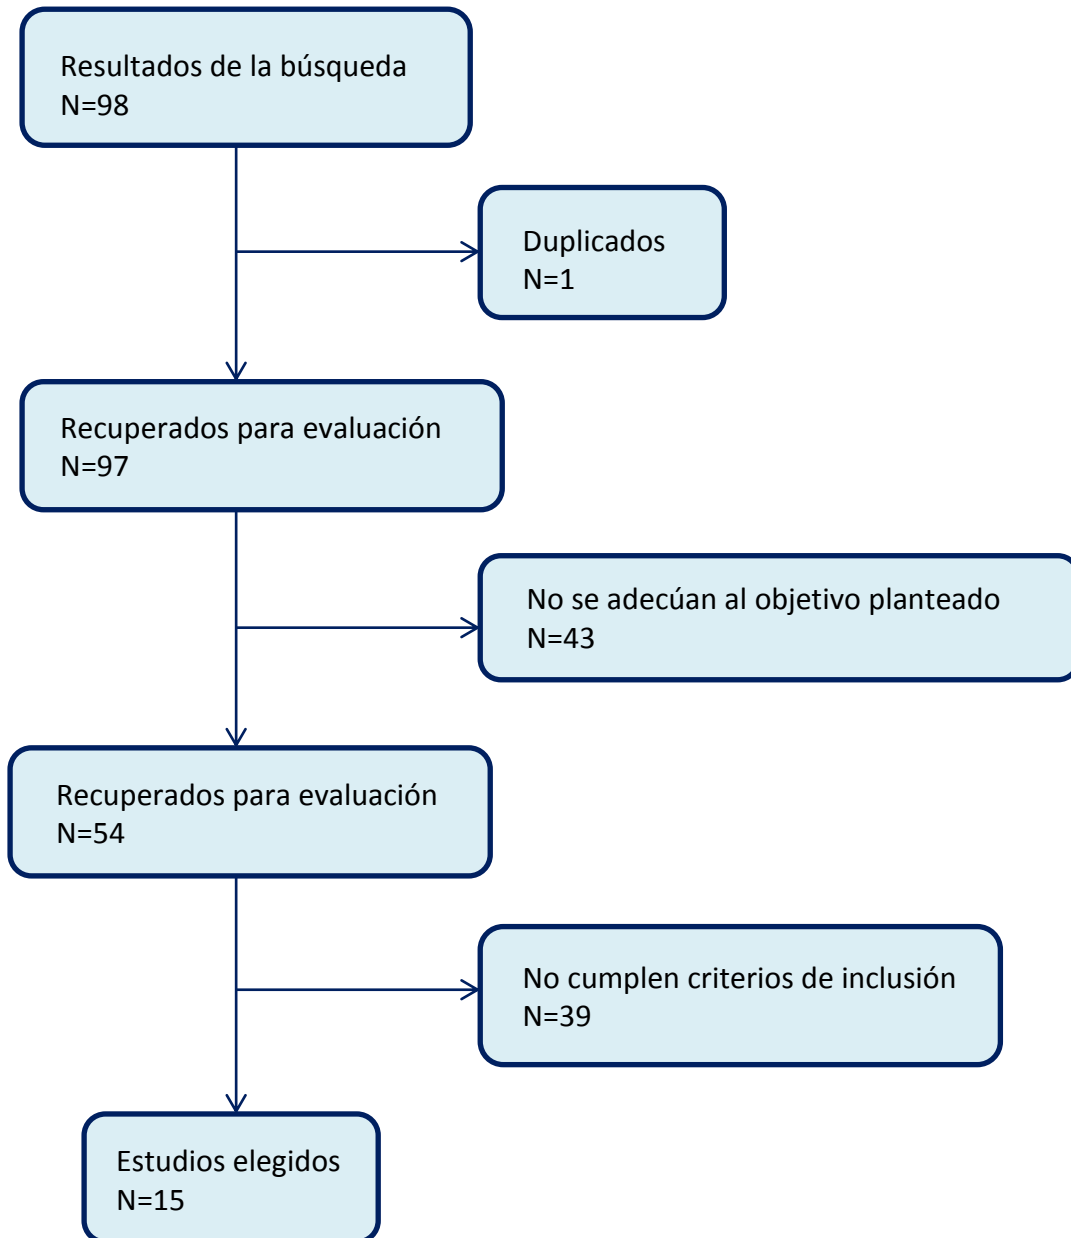 Resultados de la búsqueda
N=98
Duplicados
N=1
Recuperados para evaluación
N=97
No se adecúan al objetivo planteado
N=43
Recuperados para evaluación
N=54
No cumplen criterios de inclusión
N=39
Estudios elegidos
N=15